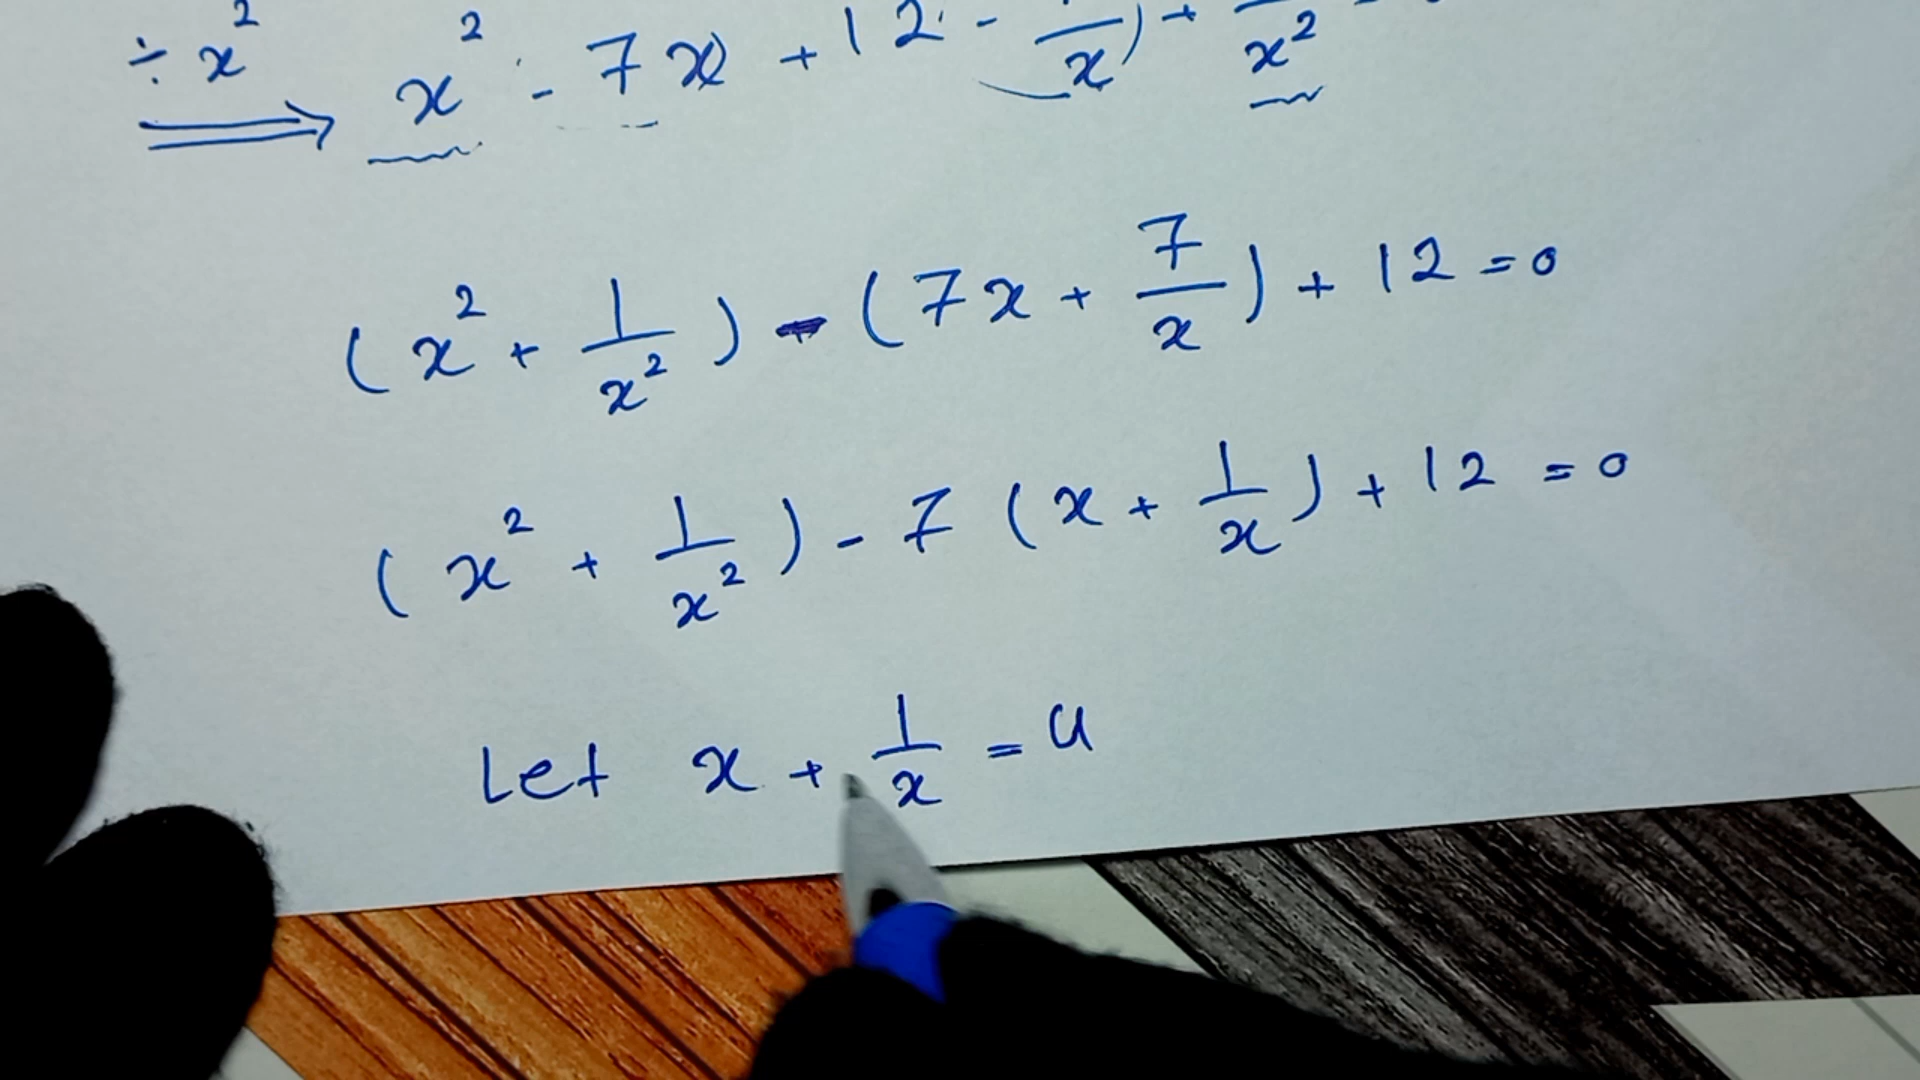 ÷ x² ⟹ x² - 7x + 12 - /x) + /x²
(x² + 1/x²) - (7x + 7/x) + 12 = 0
(x² + 1/x²) - 7 (x + 1/x) + 12 = 0
Let x + 1/x = u